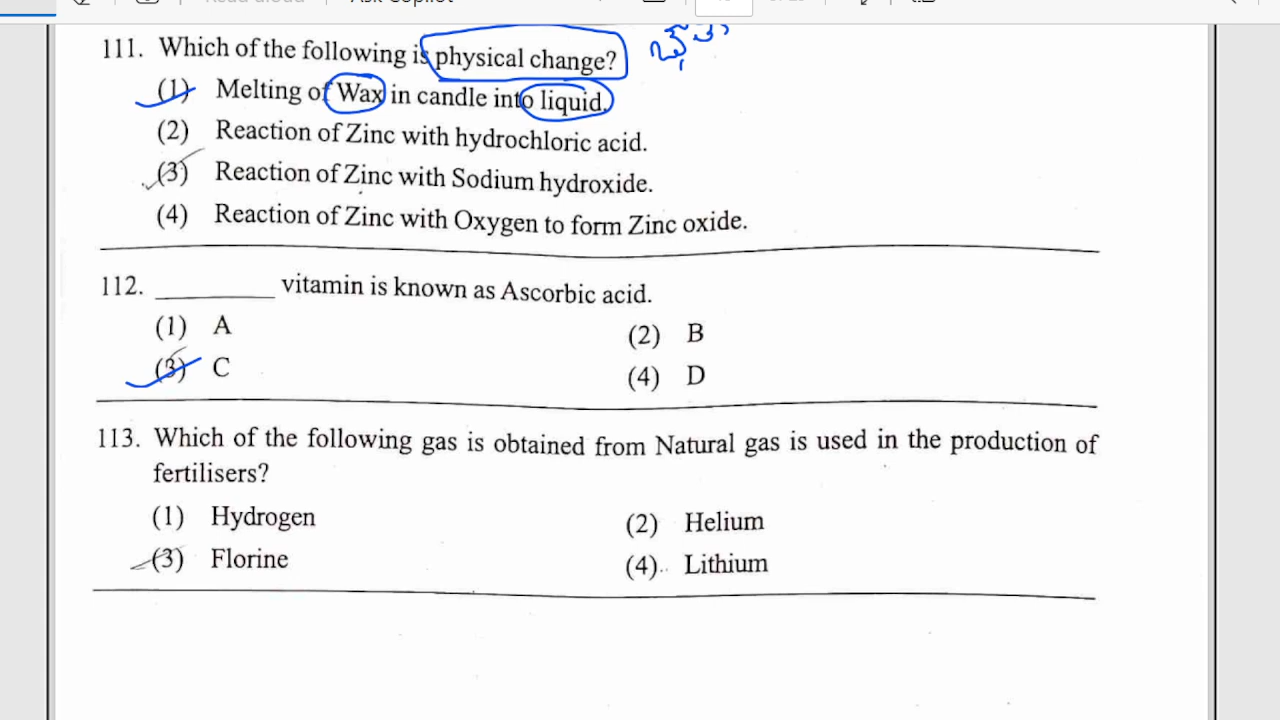 111. Which of the following is physical change?
(1) Melting of Wax in candle into liquid.
(2) Reaction of Zinc with hydrochloric acid.
(3) Reaction of Zinc with Sodium hydroxide.
(4) Reaction of Zinc with Oxygen to form Zinc oxide.
112. __________ vitamin is known as Ascorbic acid.
(1) A (2) B
(3) C (4) D
113. Which of the following gas is obtained from Natural gas is used in the production of
fertilisers?
(1) Hydrogen (2) Helium
(3) Florine (4) Lithium